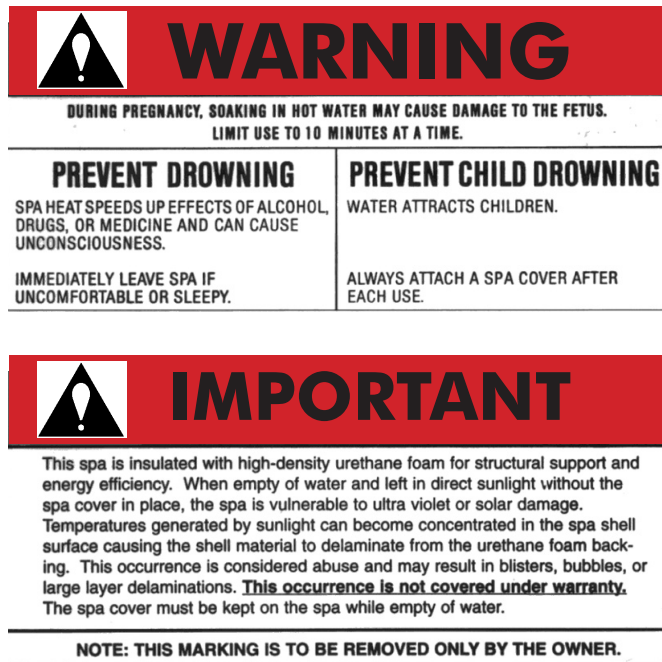 WARNING
DURING PREGNANCY, SOAKING IN HOT WATER MAY CAUSE DAMAGE TO THE FETUS.
LIMIT USE TO 10 MINUTES AT A TIME.
PREVENT DROWNING
SPA HEAT SPEEDS UP EFFECTS OF ALCOHOL,
DRUGS, OR MEDICINE AND CAN CAUSE
UNCONSCIOUSNESS.
IMMEDIATELY LEAVE SPA IF
UNCOMFORTABLE OR SLEEPY.
PREVENT CHILD DROWNING
WATER ATTRACTS CHILDREN.
ALWAYS ATTACH A SPA COVER AFTER
EACH USE.
IMPORTANT
This spa is insulated with high-density urethane foam for structural support and
energy efficiency. When empty of water and left in direct sunlight without the
spa cover in place, the spa is vulnerable to ultra violet or solar damage.
Temperatures generated by sunlight can become concentrated in the spa shell
surface causing the shell material to delaminate from the urethane foam back-
ing. This occurrence is considered abuse and may result in blisters, bubbles, or
large layer delaminations. This occurrence is not covered under warranty.
The spa cover must be kept on the spa while empty of water.
NOTE: THIS MARKING IS TO BE REMOVED ONLY BY THE OWNER.